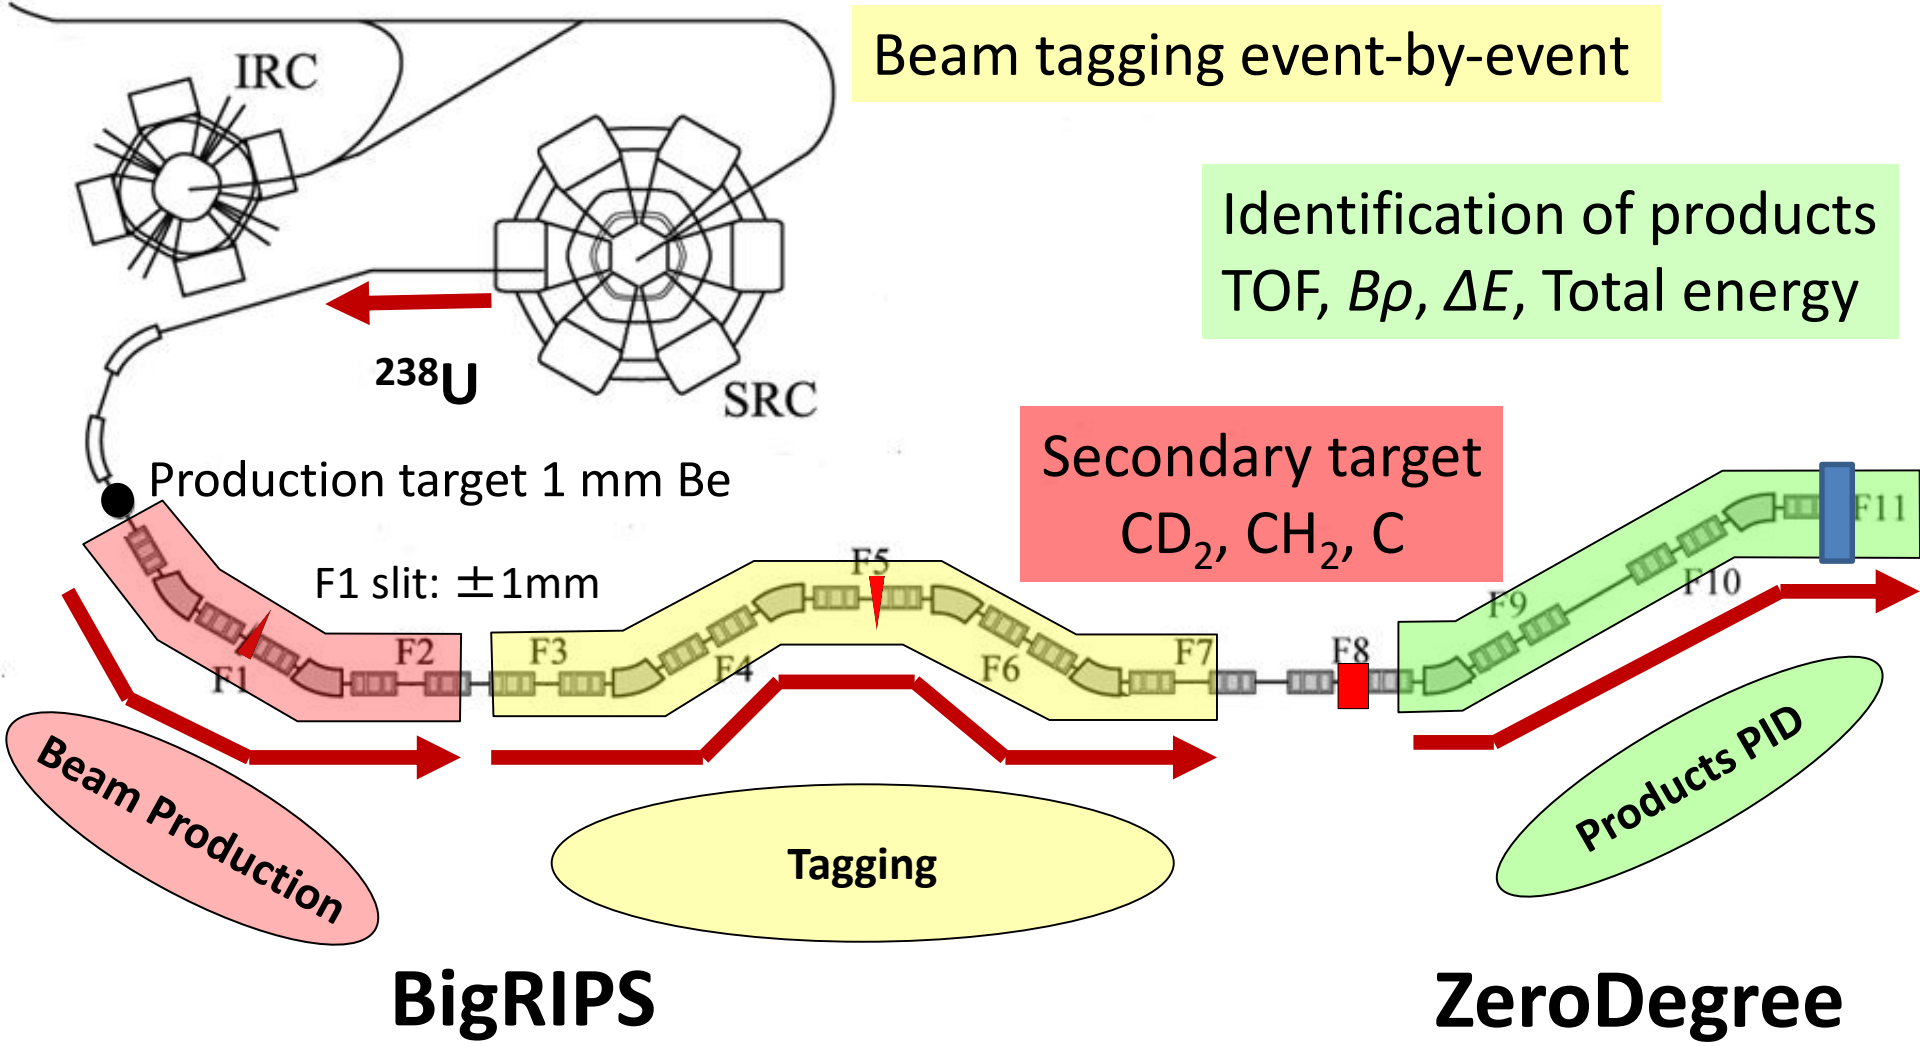 Beam tagging event-by-event
IRC
Identification of products
TOF, Bρ, ΔE, Total energy
²³⁸U
SRC
Secondary target
CD₂, CH₂, C
Production target 1 mm Be
F11
F5
F1 slit: ±1mm
F10
F9
F3
F2
F7
F8
F1
F4
F6
Beam Production
Tagging
Products PID
BigRIPS
ZeroDegree